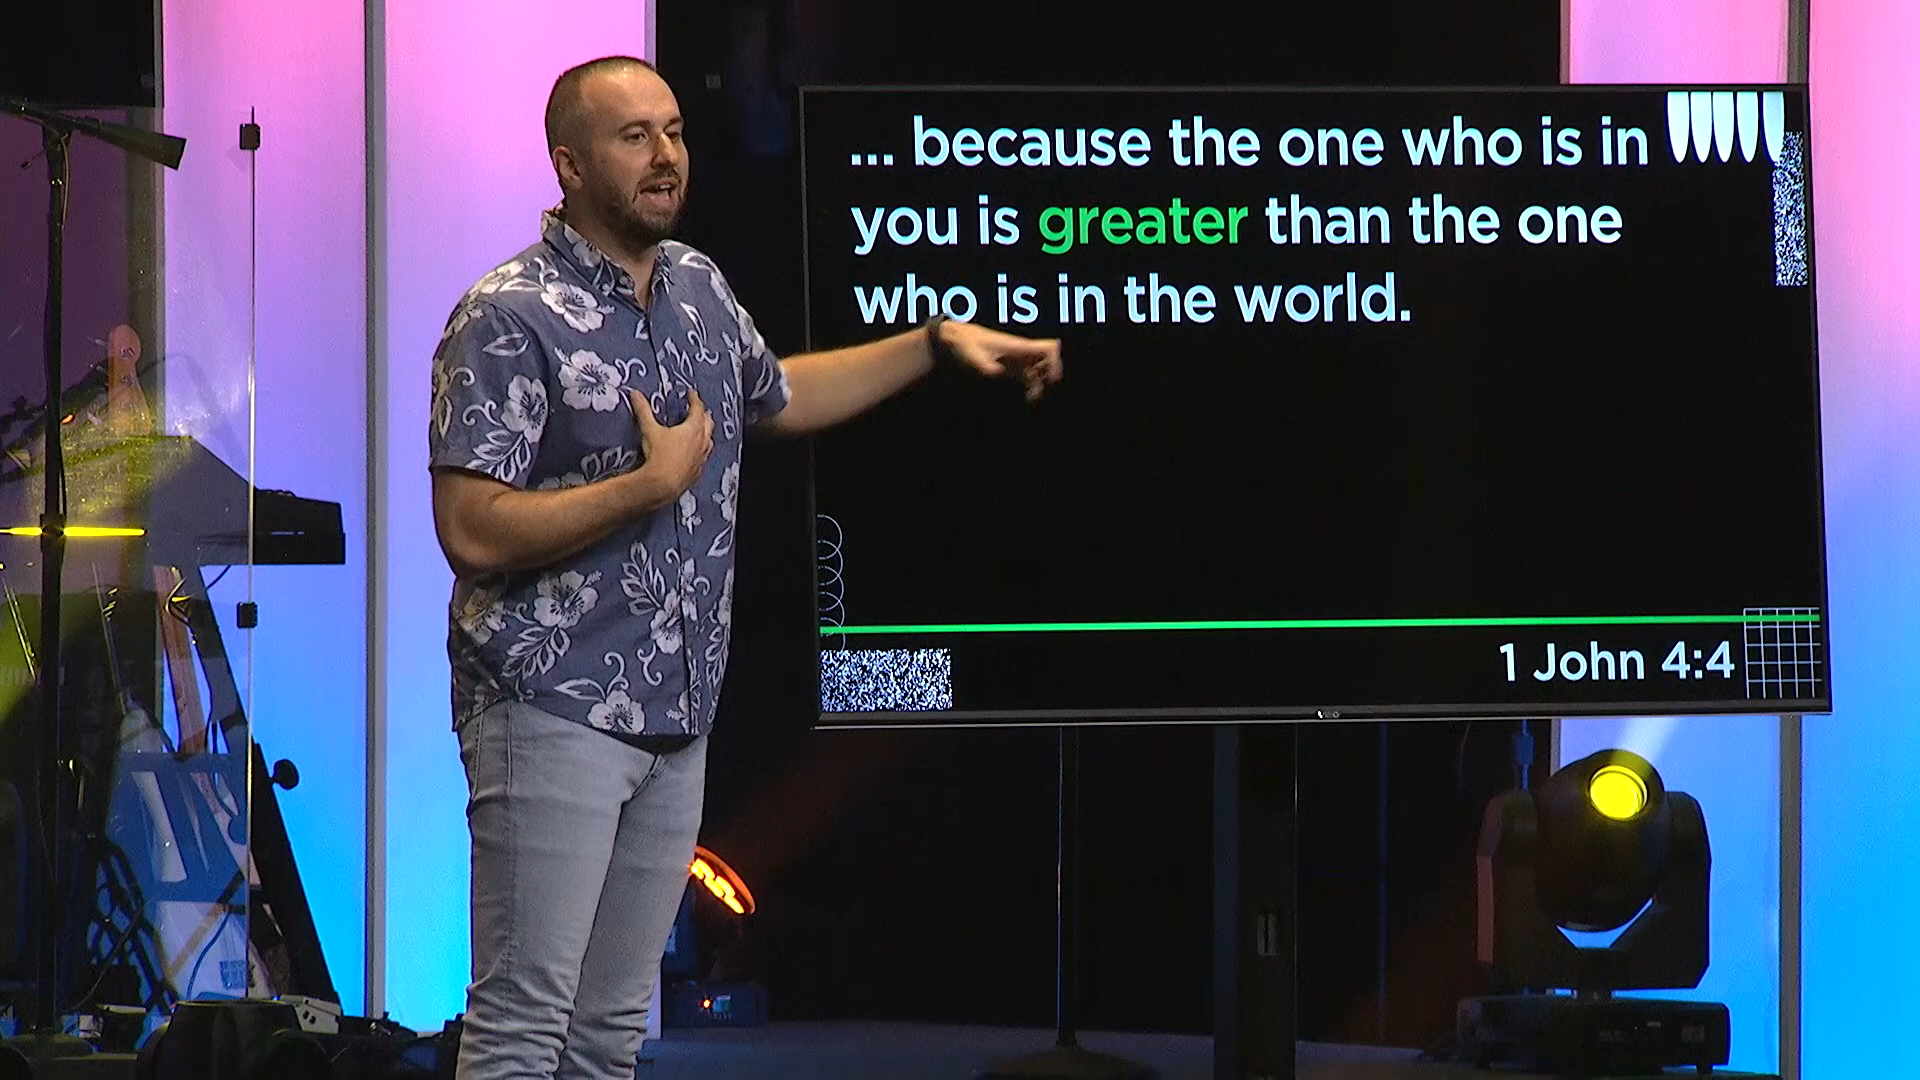 ... because the one who is in
you is greater than the one
who is in the world.
1 John 4:4